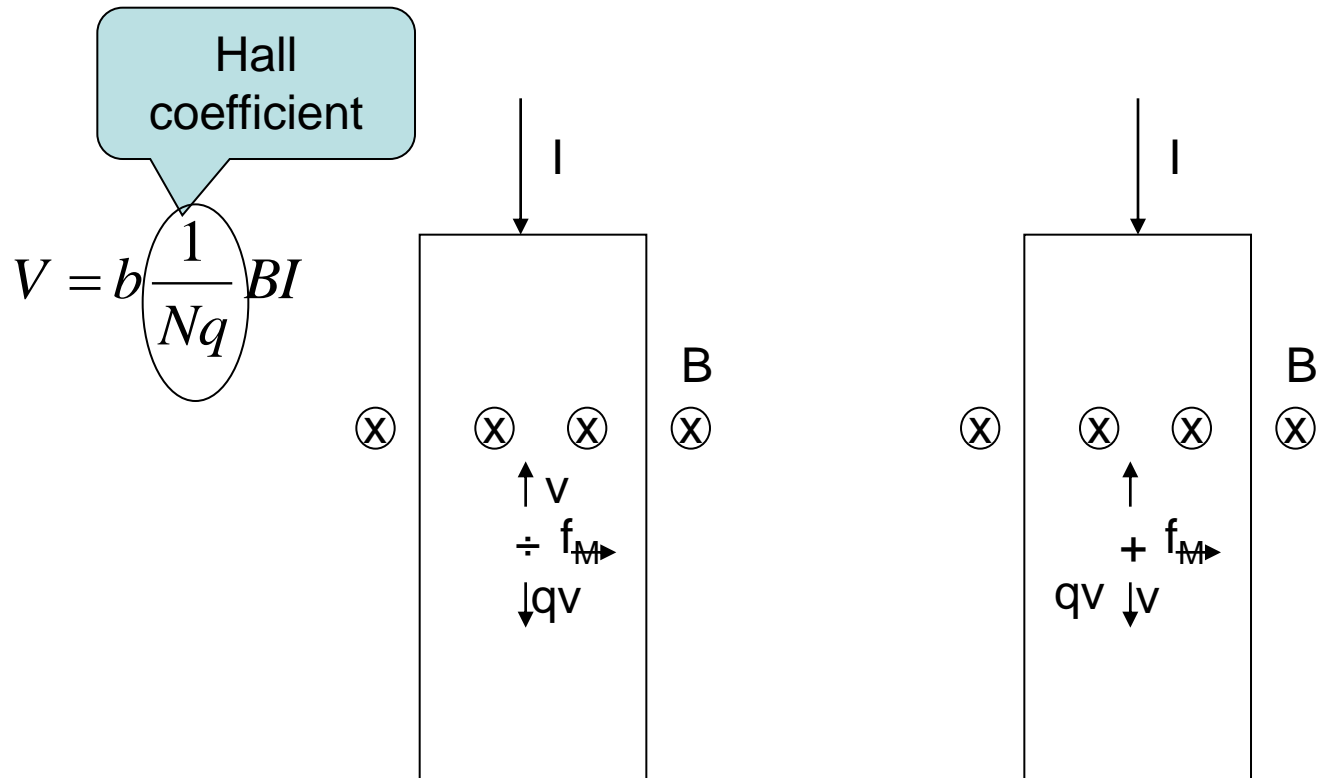 Hall
coefficient
V = b 1/Nq BI
I
B
ⓧ ⓧ ⓧ ⓧ
v
÷ f_M
qv
I
B
ⓧ ⓧ ⓧ ⓧ
+ f_M
qv v